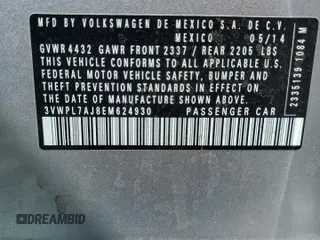 MFD BY VOLKSWAGEN DE MEXICO S.A. DE C.V.
MEXICO 05/14
GVWR 4432 GAWR FRONT 2337 / REAR 2205 LBS
THIS VEHICLE CONFORMS TO ALL APPLICABLE U.S.
FEDERAL MOTOR VEHICLE SAFETY, BUMPER AND
THEFT PREVENTION STANDARDS IN EFFECT ON THE
DATE OF MANUFACTURE SHOWN ABOVE.
3VWPL7AJ8EM624930 PASSENGER CAR
2335139 1084 M
DREAMBID